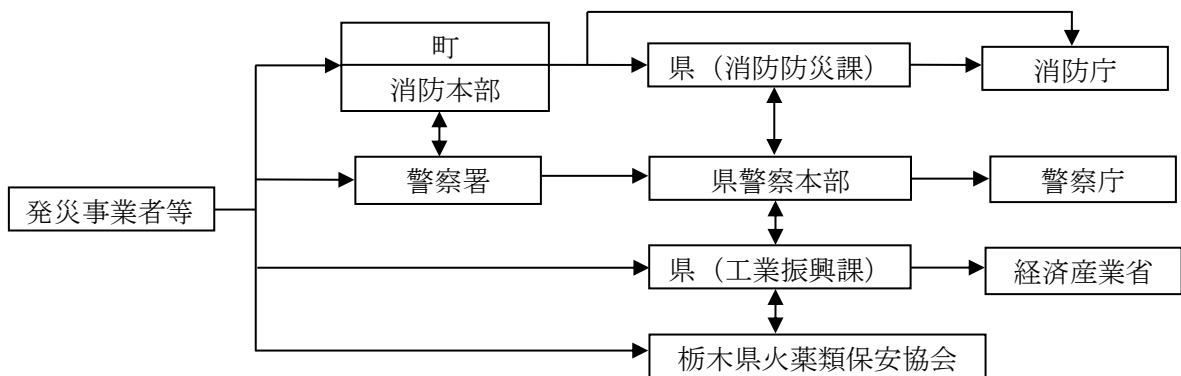 町
消防本部
県（消防防災課）
消防庁
警察署
県警察本部
警察庁
発災事業者等
県（工業振興課）
経済産業省
栃木県火薬類保安協会